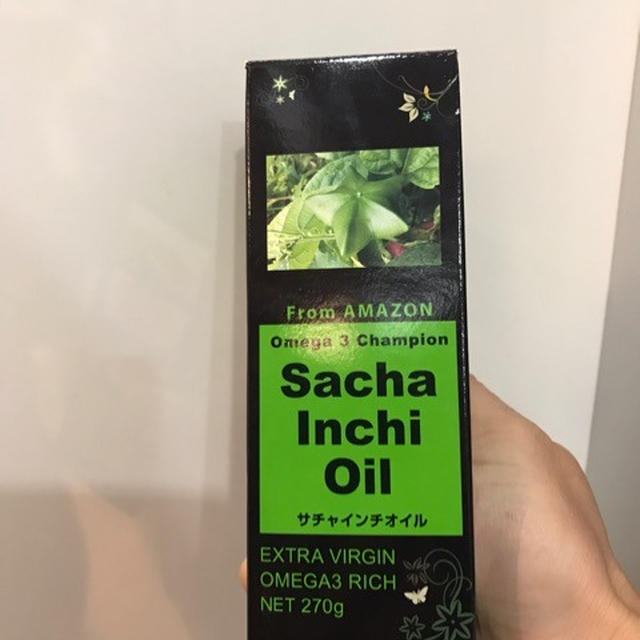 From AMAZON
Omega 3 Champion
Sacha
Inchi
Oil
サチャインチオイル
EXTRA VIRGIN
OMEGA3 RICH
NET 270g